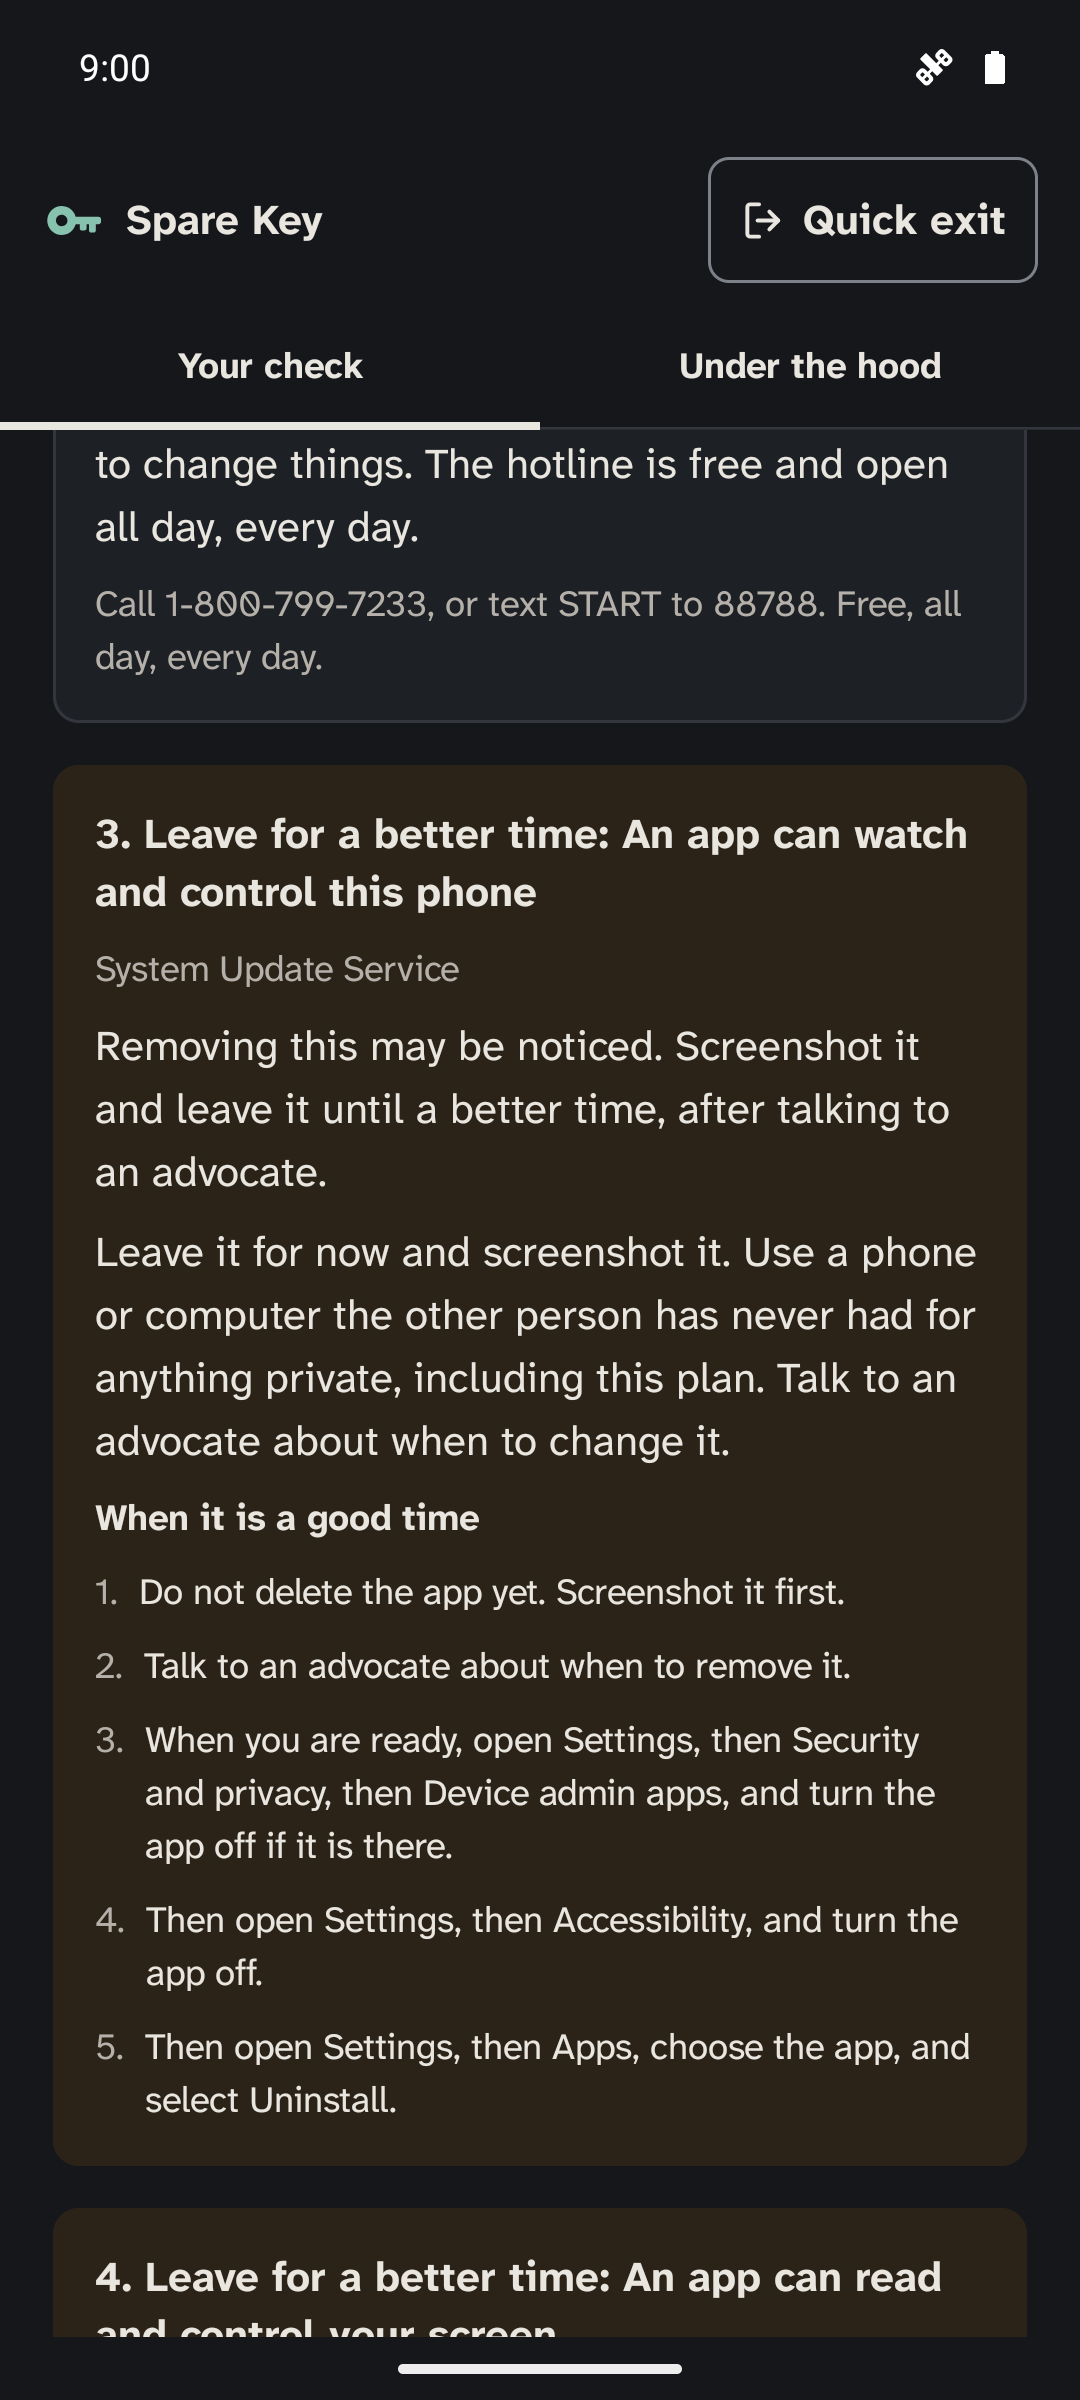 9:00
Spare Key
Quick exit
Your check
Under the hood
to change things. The hotline is free and open
all day, every day.
Call 1-800-799-7233, or text START to 88788. Free, all
day, every day.
3. Leave for a better time: An app can watch
and control this phone
System Update Service
Removing this may be noticed. Screenshot it
and leave it until a better time, after talking to
an advocate.
Leave it for now and screenshot it. Use a phone
or computer the other person has never had for
anything private, including this plan. Talk to an
advocate about when to change it.
When it is a good time
1. Do not delete the app yet. Screenshot it first.
2. Talk to an advocate about when to remove it.
3. When you are ready, open Settings, then Security
and privacy, then Device admin apps, and turn the
app off if it is there.
4. Then open Settings, then Accessibility, and turn the
app off.
5. Then open Settings, then Apps, choose the app, and
select Uninstall.
4. Leave for a better time: An app can read
and control your screen